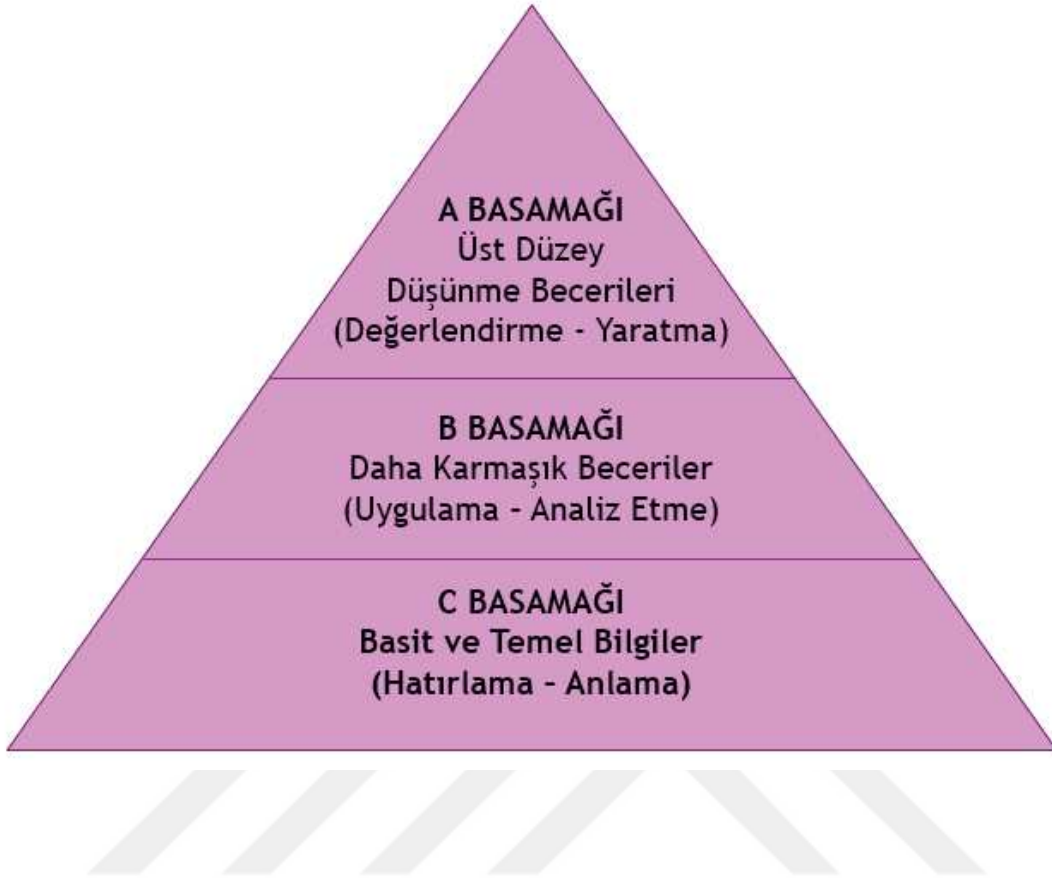 A BASAMAĞI
Üst Düzey
Düşünme Becerileri
(Değerlendirme - Yaratma)
B BASAMAĞI
Daha Karmaşık Beceriler
(Uygulama – Analiz Etme)
C BASAMAĞI
Basit ve Temel Bilgiler
(Hatırlama – Anlama)